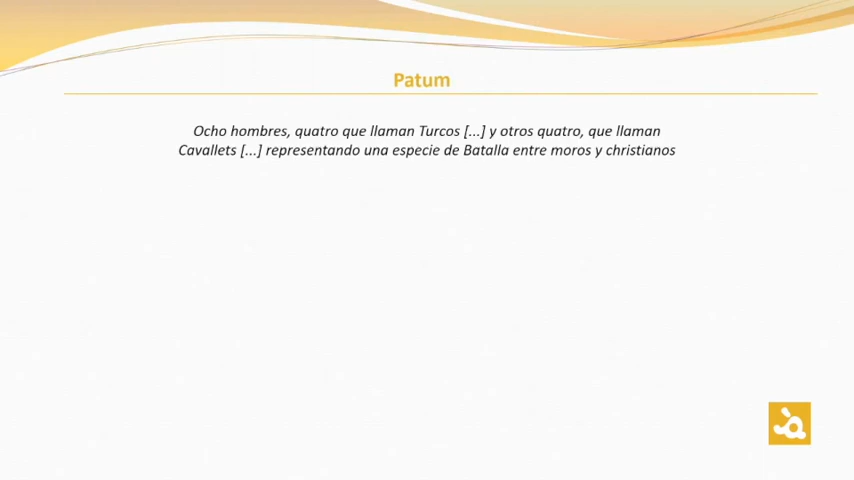 Patum
Ocho hombres, quatro que llaman Turcos [...] y otros quatro, que llaman
Cavallets [...] representando una especie de Batalla entre moros y christianos